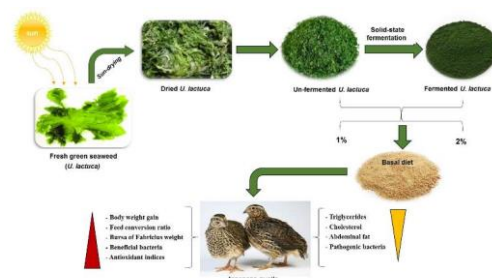 SUN
Sun-drying
Solid-state
fermentation
Dried U. lactuca
Un-fermented U. lactuca
Fermented U. lactuca
Fresh green seaweed
(U. lactuca)
1%
2%
Basal diet
- Body weight gain
- Feed conversion ratio
- Bursa of Fabricius weight
- Beneficial bacteria
- Antioxidant indices
- Triglycerides
- Cholesterol
- Abdominal fat
- Pathogenic bacteria